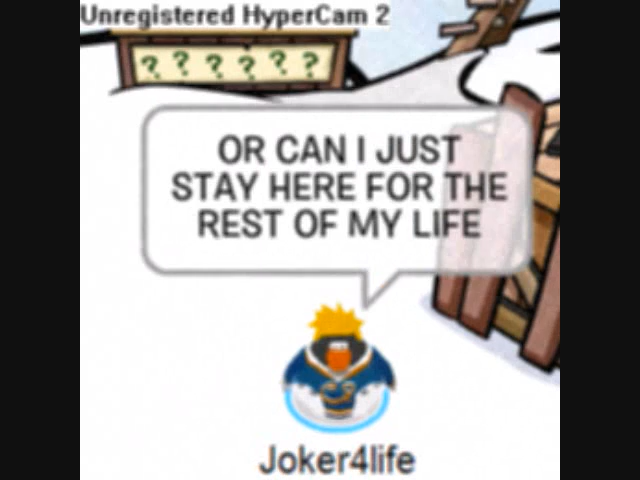 Unregistered HyperCam 2
? ? ? ? ? ?
OR CAN I JUST
STAY HERE FOR THE
REST OF MY LIFE
Joker4life